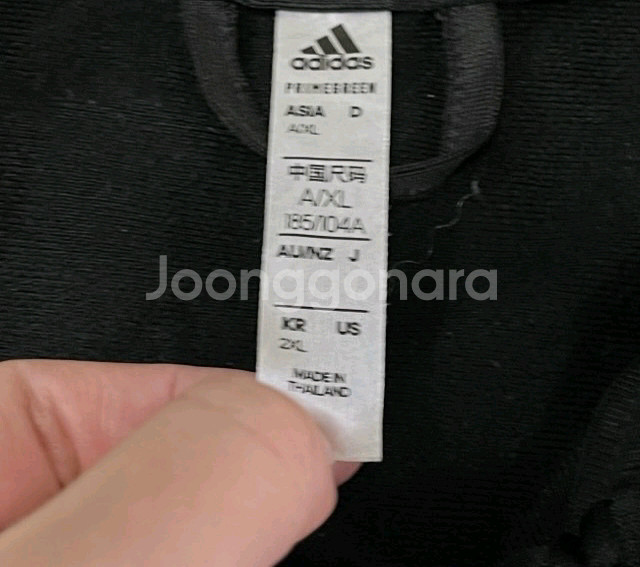 adidas
PRIMEGREEN
ASIA D
A/XL
中国尺码
A/XL
185/104A
AU/NZ J
Joonggonara
KR US
2XL
MADE IN
THAILAND